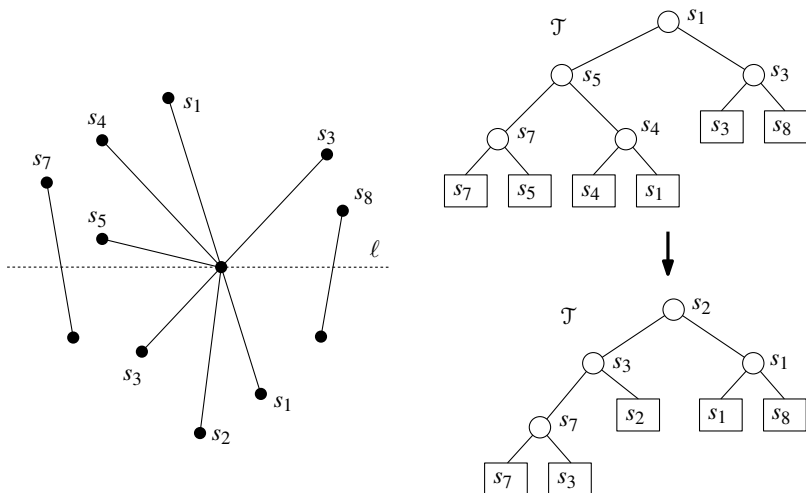 s₁
s₄
s₃
s₇
s₈
s₅
ℓ
s₃
s₁
s₂
𝒯
s₁
s₅
s₃
s₇
s₄
s₃ s₈
s₇ s₅ s₄ s₁
𝒯
s₂
s₃
s₁
s₇
s₂ s₁ s₈
s₇ s₃